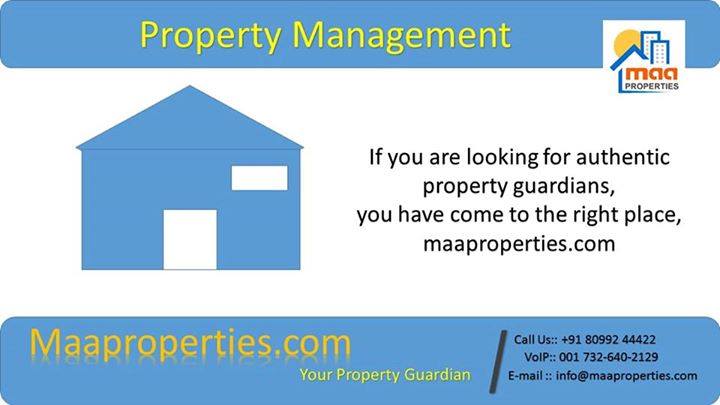 Property Management
maa
PROPERTIES
If you are looking for authentic
property guardians,
you have come to the right place,
maaproperties.com
Maaproperties.com
Your Property Guardian
Call Us:: +91 80992 44422
VoIP:: 001 732-640-2129
E-mail :: info@maaproperties.com